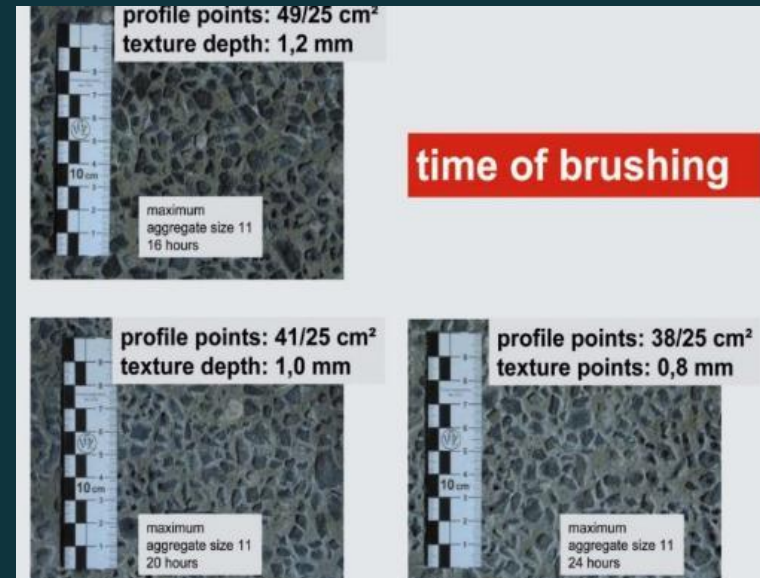 profile points: 49/25 cm²
texture depth: 1,2 mm
10 cm
maximum
aggregate size 11
16 hours
time of brushing
profile points: 41/25 cm²
texture depth: 1,0 mm
10 cm
maximum
aggregate size 11
20 hours
profile points: 38/25 cm²
texture points: 0,8 mm
10 cm
maximum
aggregate size 11
24 hours